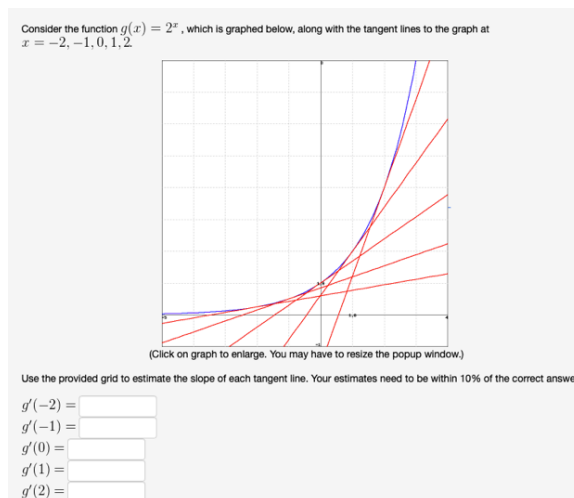 Consider the function g(x) = 2ˣ , which is graphed below, along with the tangent lines to the graph at
x = −2, −1, 0, 1, 2.
(Click on graph to enlarge. You may have to resize the popup window.)
Use the provided grid to estimate the slope of each tangent line. Your estimates need to be within 10% of the correct answe
g′(−2) =
g′(−1) =
g′(0) =
g′(1) =
g′(2) =